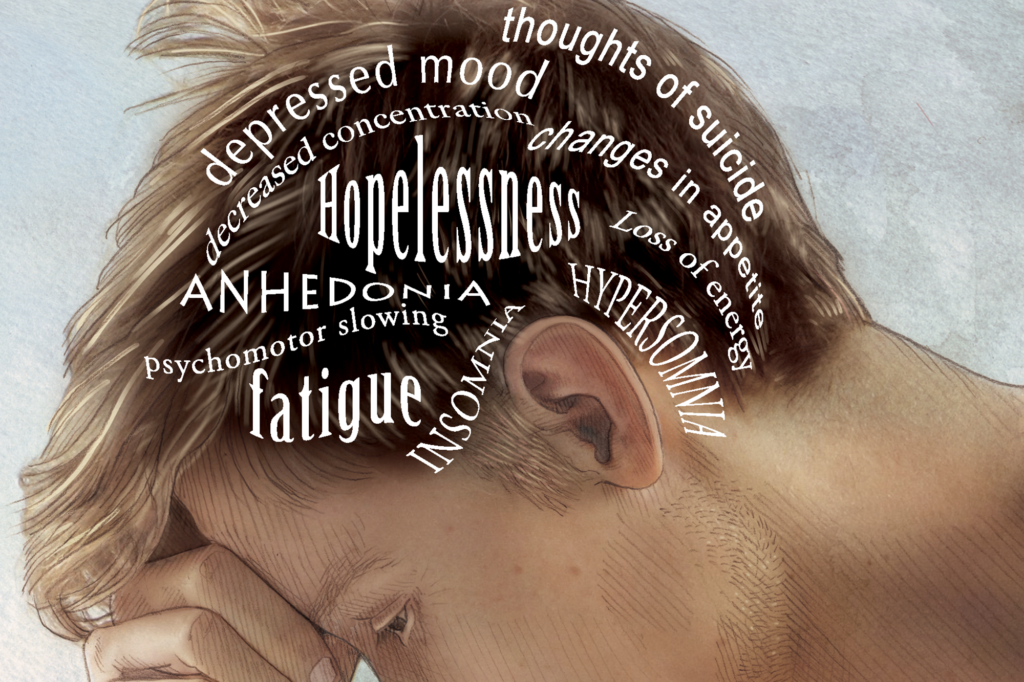 thoughts of suicide
depressed mood
decreased concentration
changes in appetite
Hopelessness
Loss of energy
ANHEDONIA
HYPERSOMNIA
psychomotor slowing
INSOMNIA
fatigue